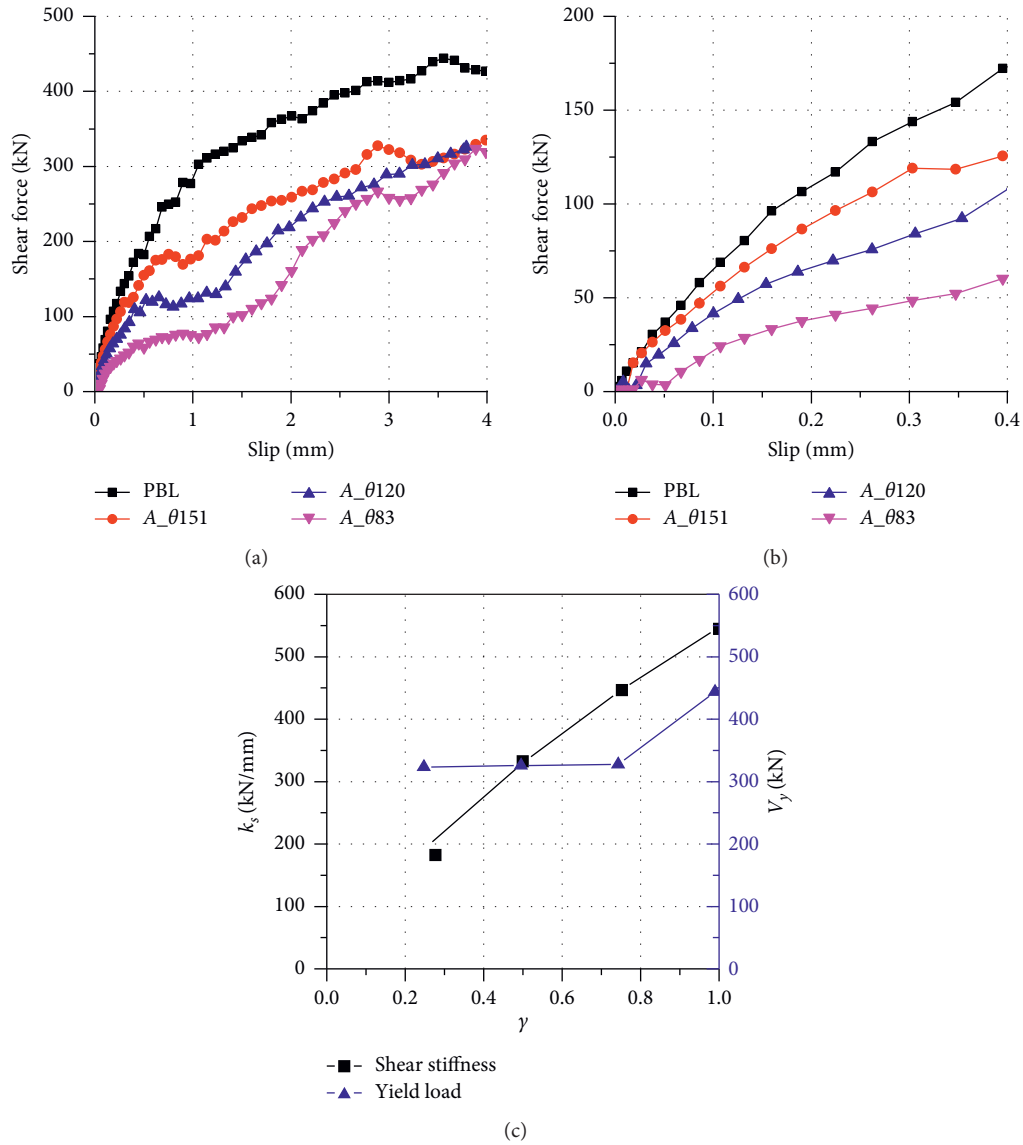 500
400
300
200
100
0
Shear force (kN)
0 1 2 3 4
Slip (mm)
PBL
A_θ151
A_θ120
A_θ83
(a)
200
150
100
50
0
Shear force (kN)
0.0 0.1 0.2 0.3 0.4
Slip (mm)
PBL
A_θ151
A_θ120
A_θ83
(b)
600
500
400
300
200
100
0
k_s (kN/mm)
600
500
400
300
200
100
0
V_y (kN)
0.0 0.2 0.4 0.6 0.8 1.0
γ
Shear stiffness
Yield load
(c)